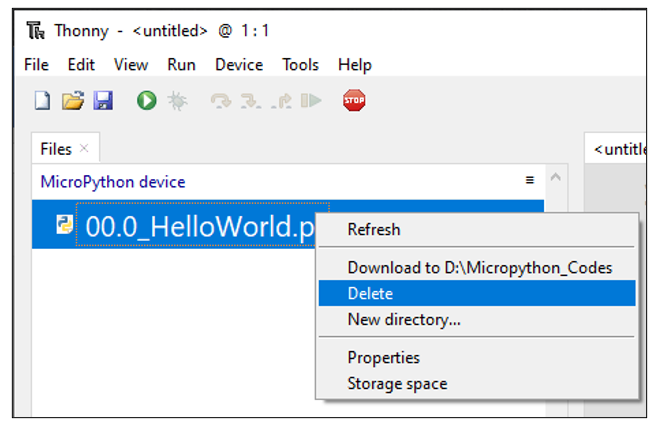 Thonny - <untitled> @ 1:1
File Edit View Run Device Tools Help
STOP
Files ×
<untitle
MicroPython device
00.0_HelloWorld.p
Refresh
Download to D:\Micropython_Codes
Delete
New directory...
Properties
Storage space